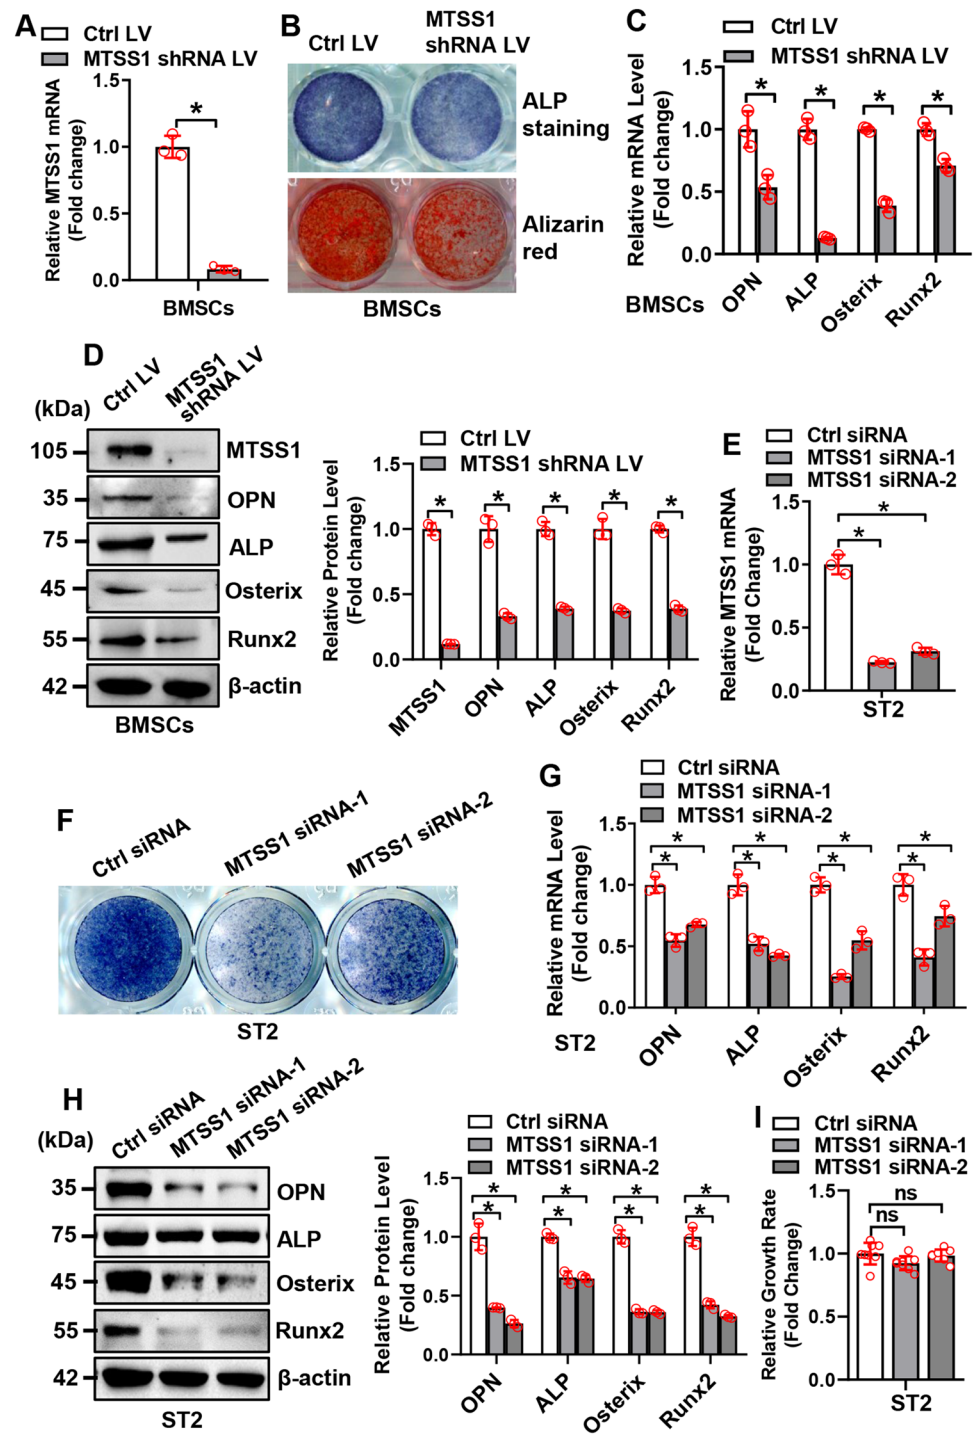 A
Ctrl LV
MTSS1 shRNA LV
Relative MTSS1 mRNA
(Fold change)
1.5
1.0
0.5
0.0
*
BMSCs
B
Ctrl LV
MTSS1
shRNA LV
ALP
staining
Alizarin
red
BMSCs
C
Ctrl LV
MTSS1 shRNA LV
Relative mRNA Level
(Fold change)
1.5
1.0
0.5
0.0
* * * *
BMSCs
OPN
ALP
Osterix
Runx2
D
(kDa)
Ctrl LV
MTSS1
shRNA LV
105
MTSS1
35
OPN
75
ALP
45
Osterix
55
Runx2
42
β-actin
BMSCs
Ctrl LV
MTSS1 shRNA LV
Relative Protein Level
(Fold change)
1.5
1.0
0.5
0.0
* * * * *
MTSS1
OPN
ALP
Osterix
Runx2
E
Ctrl siRNA
MTSS1 siRNA-1
MTSS1 siRNA-2
Relative MTSS1 mRNA
(Fold Change)
1.5
1.0
0.5
0.0
*
*
ST2
F
Ctrl siRNA
MTSS1 siRNA-1
MTSS1 siRNA-2
ST2
G
Ctrl siRNA
MTSS1 siRNA-1
MTSS1 siRNA-2
Relative mRNA Level
(Fold change)
1.5
1.0
0.5
0.0
* * * *
* * * *
ST2
OPN
ALP
Osterix
Runx2
H
(kDa)
Ctrl siRNA
MTSS1 siRNA-1
MTSS1 siRNA-2
35
OPN
75
ALP
45
Osterix
55
Runx2
42
β-actin
ST2
Ctrl siRNA
MTSS1 siRNA-1
MTSS1 siRNA-2
Relative Protein Level
(Fold change)
1.5
1.0
0.5
0.0
* * * *
* * * *
OPN
ALP
Osterix
Runx2
I
Ctrl siRNA
MTSS1 siRNA-1
MTSS1 siRNA-2
Relative Growth Rate
(Fold Change)
1.5
1.0
0.5
0.0
ns
ns
ST2